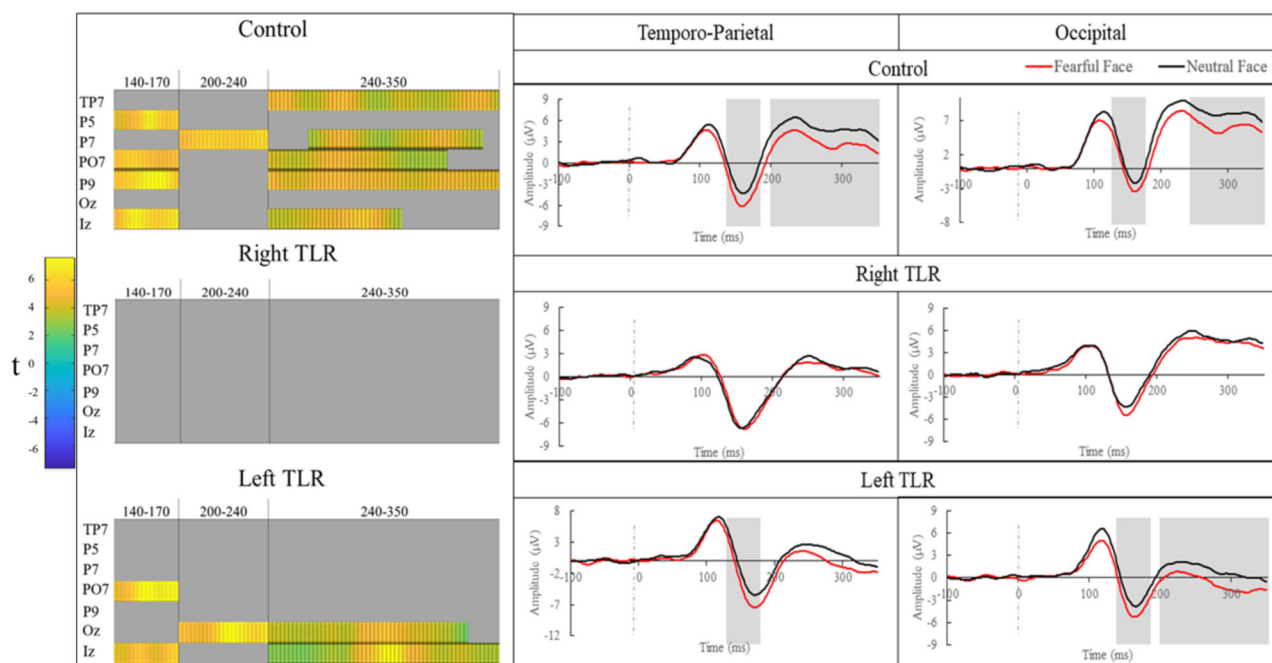 Control
140-170 200-240 240-350
TP7
P5
P7
PO7
P9
Oz
Iz
Right TLR
140-170 200-240 240-350
TP7
P5
P7
PO7
P9
Oz
Iz
Left TLR
140-170 200-240 240-350
TP7
P5
P7
PO7
P9
Oz
Iz
t
6
4
2
0
-2
-4
-6
Temporo-Parietal Occipital
Control
Fearful Face Neutral Face
Amplitude (µV)
9
6
3
0
-3
-6
-9
-100 0 100 200 300
Time (ms)
Amplitude (µV)
7
2
-3
-8
-100 0 100 200 300
Time (ms)
Right TLR
Amplitude (µV)
9
6
3
0
-3
-6
-9
-100 0 100 200 300
Time (ms)
Amplitude (µV)
9
6
3
0
-3
-6
-9
-100 0 100 200 300
Time (ms)
Left TLR
Amplitude (µV)
8
3
-2
-7
-12
-100 0 100 200 300
Time (ms)
Amplitude (µV)
9
6
3
0
-3
-6
-9
-100 0 100 200 300
Time (ms)